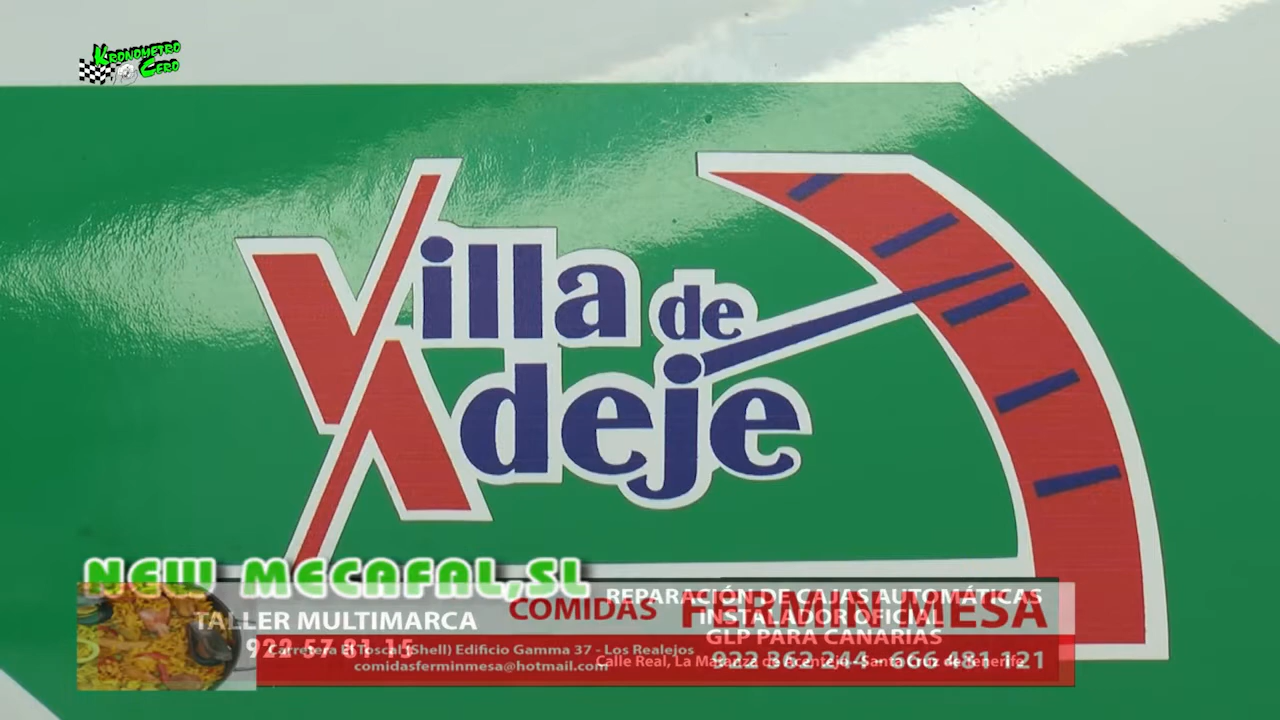 KRONOMETRO
CERO
Villa de
Adeje
NEW MECAFAL,SL
TALLER MULTIMARCA
COMIDAS FERMIN MESA
REPARACIÓN DE CAJAS AUTOMÁTICAS
INSTALADOR OFICIAL
GLP PARA CANARIAS
922 57 81 15
Carretera El Toscal (Shell) Edificio Gamma 37 - Los Realejos
comidasferminmesa@hotmail.com
Calle Real, La Matanza de Acentejo - Santa Cruz de Tenerife
922 362 244 - 666 481 121